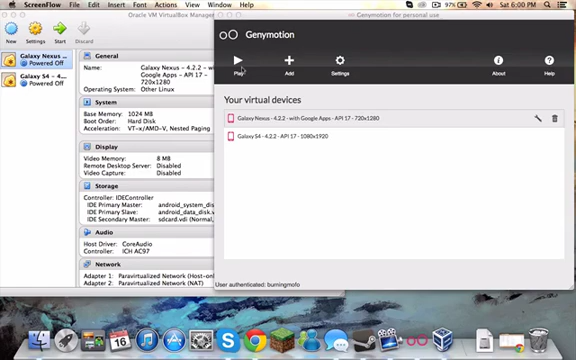 ScreenFlow File Edit Insert Font Actions View Window Help 97% Sat 6:00 PM
Oracle VM VirtualBox Manager
Genymotion for personal use
New Settings Start Discard
Genymotion
Play Add Settings About Help
Galaxy Nexus ...
Powered Off
Galaxy S4 - 4....
Powered Off
General
Name: Galaxy Nexus - 4.2.2 - with
Google Apps - API 17 -
720x1280
Operating System: Other Linux
System
Base Memory: 1024 MB
Boot Order: Hard Disk
Acceleration: VT-x/AMD-V, Nested Paging
Display
Video Memory: 8 MB
Remote Desktop Server: Disabled
Video Capture: Disabled
Storage
Controller: IDEController
IDE Primary Master: android_system_d
IDE Primary Slave: android_data_disk.
IDE Secondary Master: sdcard.vdi (Normal,
Audio
Host Driver: CoreAudio
Controller: ICH AC97
Network
Adapter 1: Paravirtualized Network (Host-on
Adapter 2: Paravirtualized Network (NAT)
Your virtual devices
Galaxy Nexus - 4.2.2 - with Google Apps - API 17 - 720x1280
Galaxy S4 - 4.2.2 - API 17 - 1080x1920
User authenticated: burningmofo
16